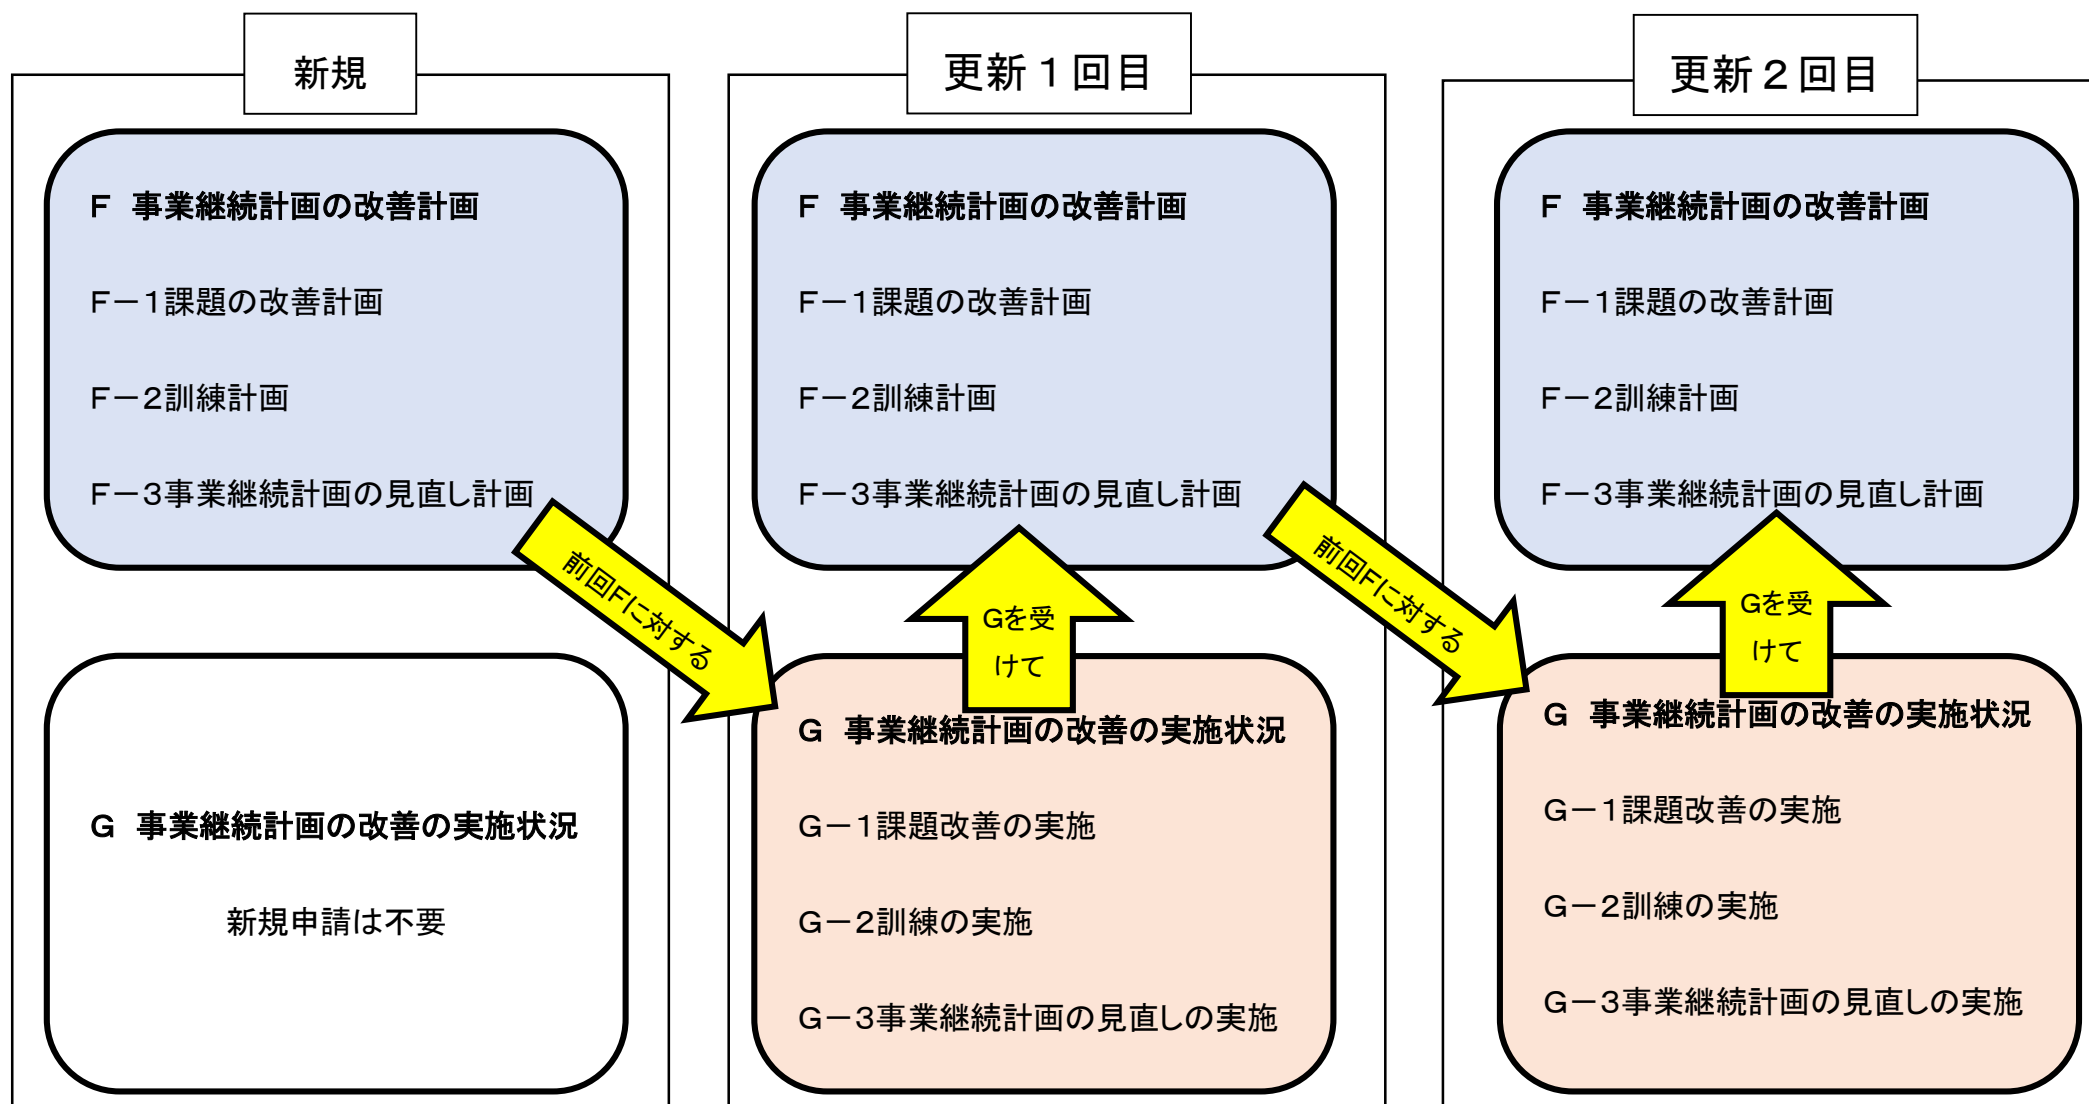 新規
F 事業継続計画の改善計画
F－1課題の改善計画
F－2訓練計画
F－3事業継続計画の見直し計画
前回Fに対する
G 事業継続計画の改善の実施状況
新規申請は不要
更新１回目
F 事業継続計画の改善計画
F－1課題の改善計画
F－2訓練計画
F－3事業継続計画の見直し計画
Gを受
けて
前回Fに対する
G 事業継続計画の改善の実施状況
G－1課題改善の実施
G－2訓練の実施
G－3事業継続計画の見直しの実施
更新２回目
F 事業継続計画の改善計画
F－1課題の改善計画
F－2訓練計画
F－3事業継続計画の見直し計画
Gを受
けて
G 事業継続計画の改善の実施状況
G－1課題改善の実施
G－2訓練の実施
G－3事業継続計画の見直しの実施